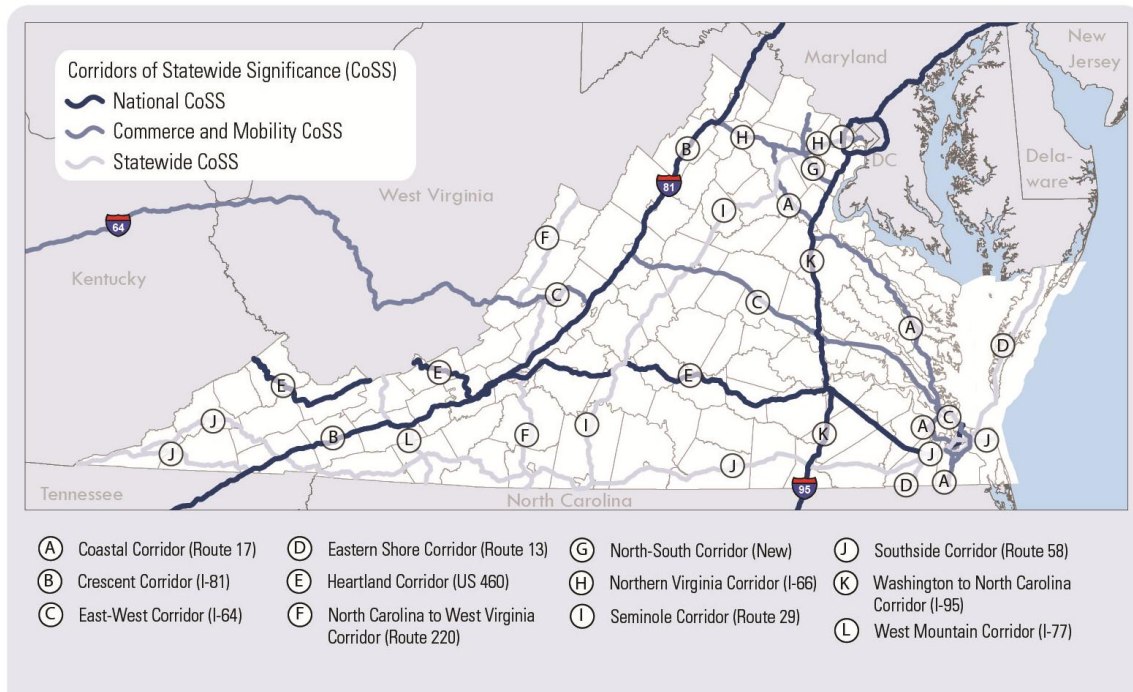 Corridors of Statewide Significance (CoSS)
National CoSS
Commerce and Mobility CoSS
Statewide CoSS
Maryland
New
Jersey
DC
Dela-
ware
West Virginia
Kentucky
Tennessee
North Carolina
64
81
95
B
H
H
I
G
A
I
K
F
C
C
A
D
E
E
E
J
J
B
L
F
I
J
K
A
C
J
J
D
A
A Coastal Corridor (Route 17)
B Crescent Corridor (I-81)
C East-West Corridor (I-64)
D Eastern Shore Corridor (Route 13)
E Heartland Corridor (US 460)
F North Carolina to West Virginia
Corridor (Route 220)
G North-South Corridor (New)
H Northern Virginia Corridor (I-66)
I Seminole Corridor (Route 29)
J Southside Corridor (Route 58)
K Washington to North Carolina
Corridor (I-95)
L West Mountain Corridor (I-77)